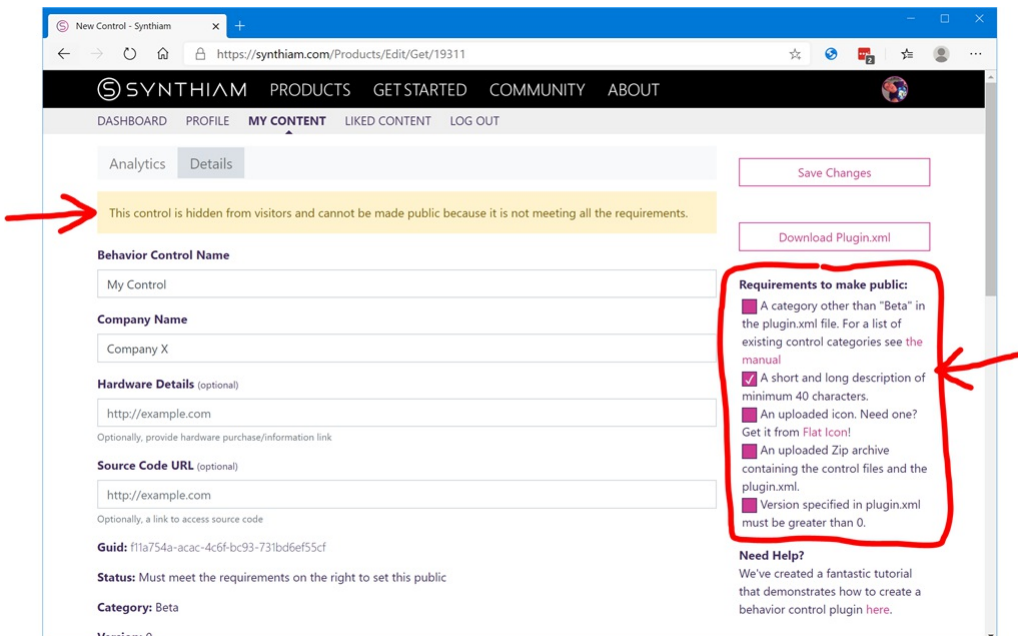 New Control - Synthiam
https://synthiam.com/Products/Edit/Get/19311
2
SYNTHIAM PRODUCTS GET STARTED COMMUNITY ABOUT
DASHBOARD PROFILE MY CONTENT LIKED CONTENT LOG OUT
Analytics Details
This control is hidden from visitors and cannot be made public because it is not meeting all the requirements.
Behavior Control Name
My Control
Company Name
Company X
Hardware Details (optional)
http://example.com
Optionally, provide hardware purchase/information link
Source Code URL (optional)
http://example.com
Optionally, a link to access source code
Guid: f11a754a-acac-4c6f-bc93-731bd6ef55cf
Status: Must meet the requirements on the right to set this public
Category: Beta
Version: 0
Save Changes
Download Plugin.xml
Requirements to make public:
A category other than "Beta" in
the plugin.xml file. For a list of
existing control categories see the
manual
A short and long description of
minimum 40 characters.
An uploaded icon. Need one?
Get it from Flat Icon!
An uploaded Zip archive
containing the control files and the
plugin.xml.
Version specified in plugin.xml
must be greater than 0.
Need Help?
We've created a fantastic tutorial
that demonstrates how to create a
behavior control plugin here.